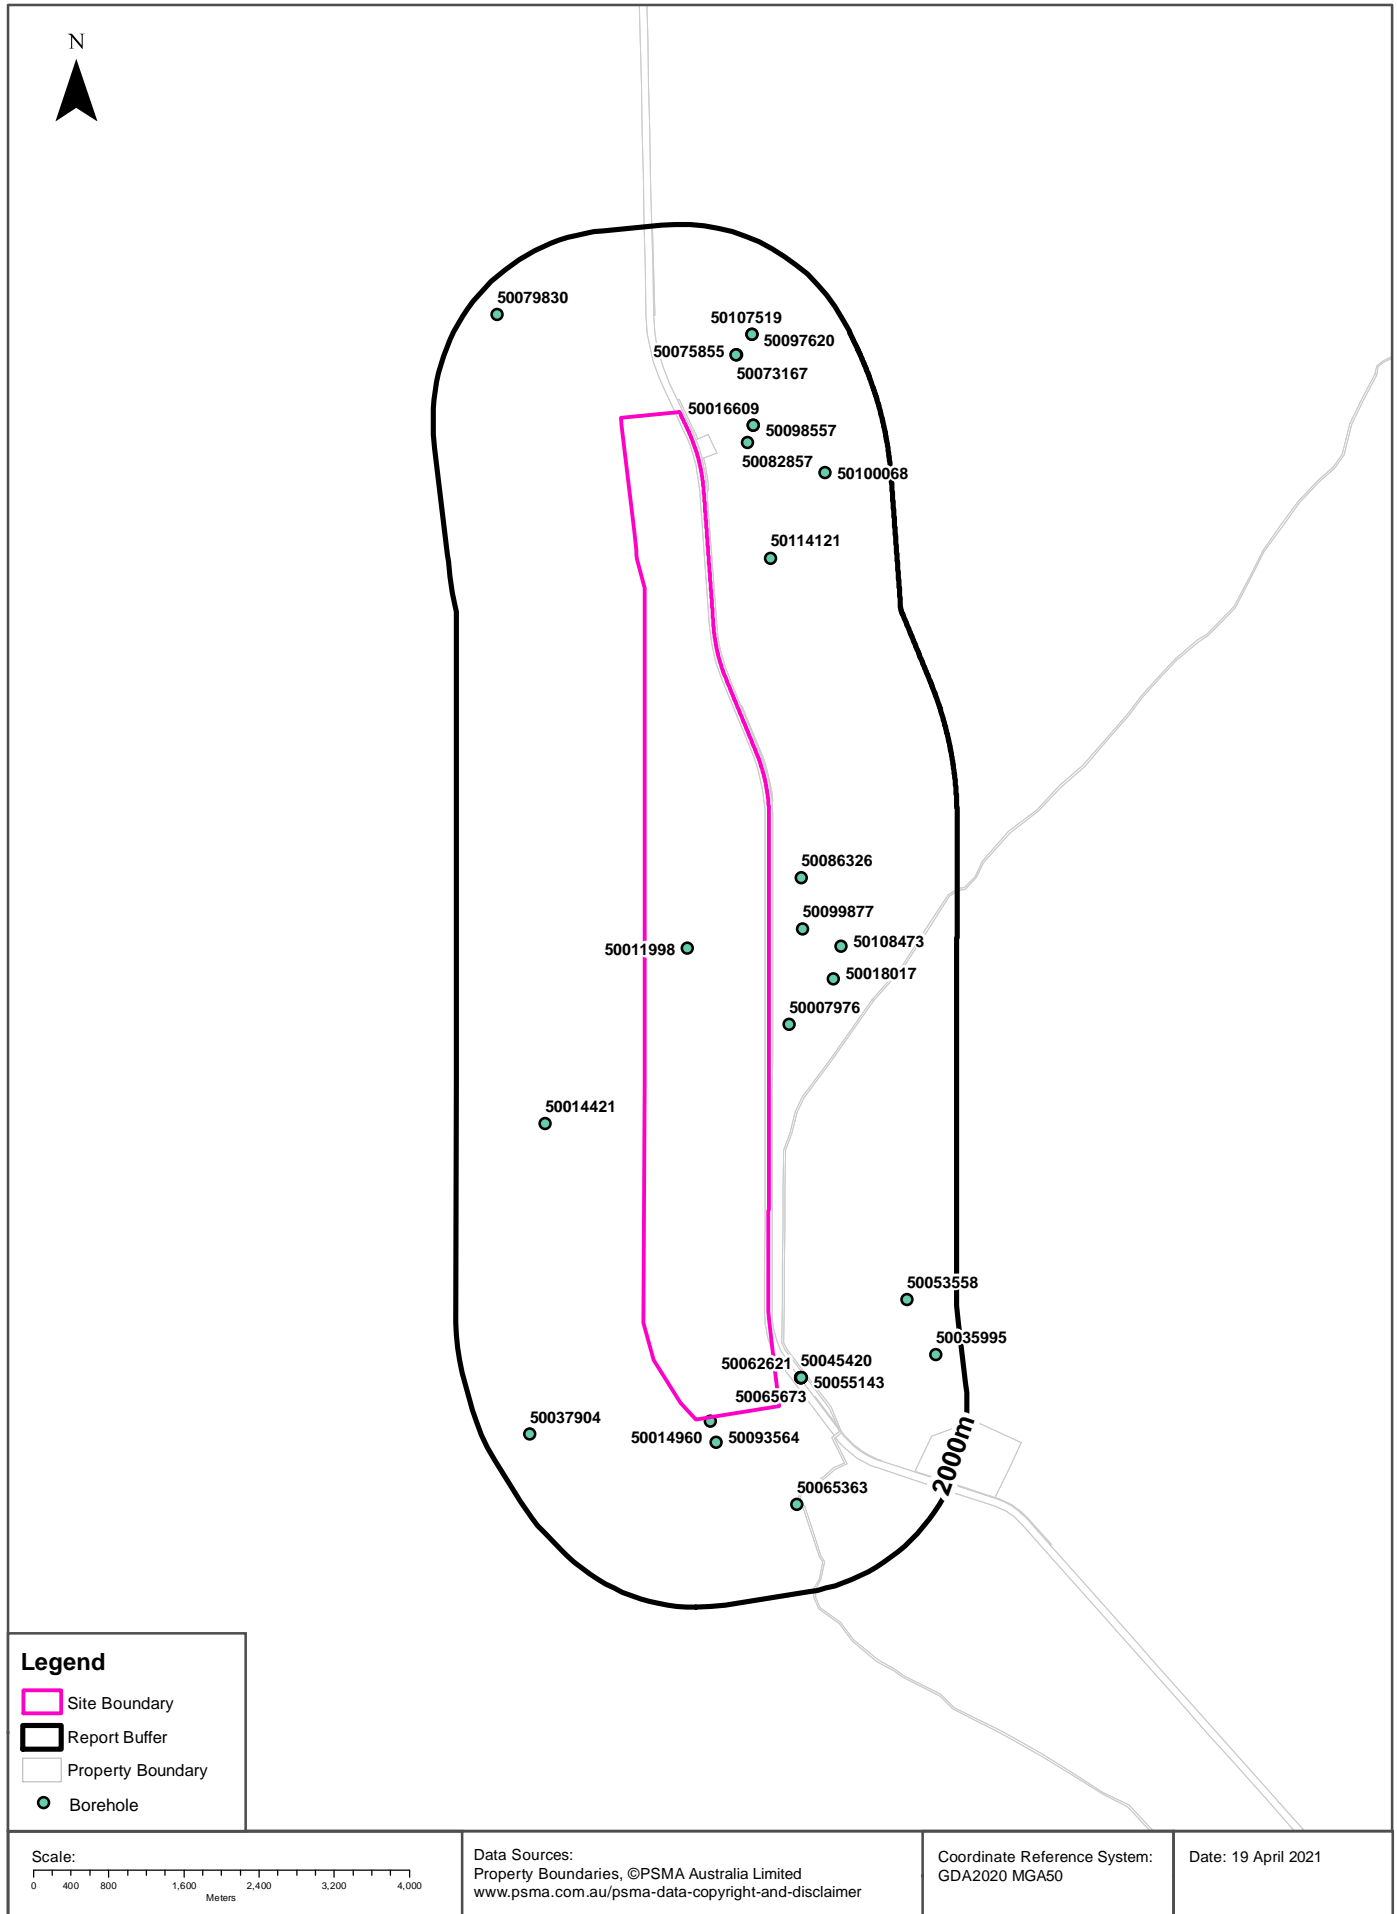 N
50079830
50107519
50097620
50075855
50073167
50016609
50098557
50082857
50100068
50114121
50086326
50099877
50108473
50011998
50018017
50007976
50014421
50053558
50035995
50062621
50045420
50055143
50065673
50037904
50014960
50093564
2000m
50065363
Legend
Site Boundary
Report Buffer
Property Boundary
Borehole
Scale:
0 400 800 1,600 2,400 3,200 4,000
Meters
Data Sources:
Property Boundaries, ©PSMA Australia Limited
www.psma.com.au/psma-data-copyright-and-disclaimer
Coordinate Reference System:
GDA2020 MGA50
Date: 19 April 2021